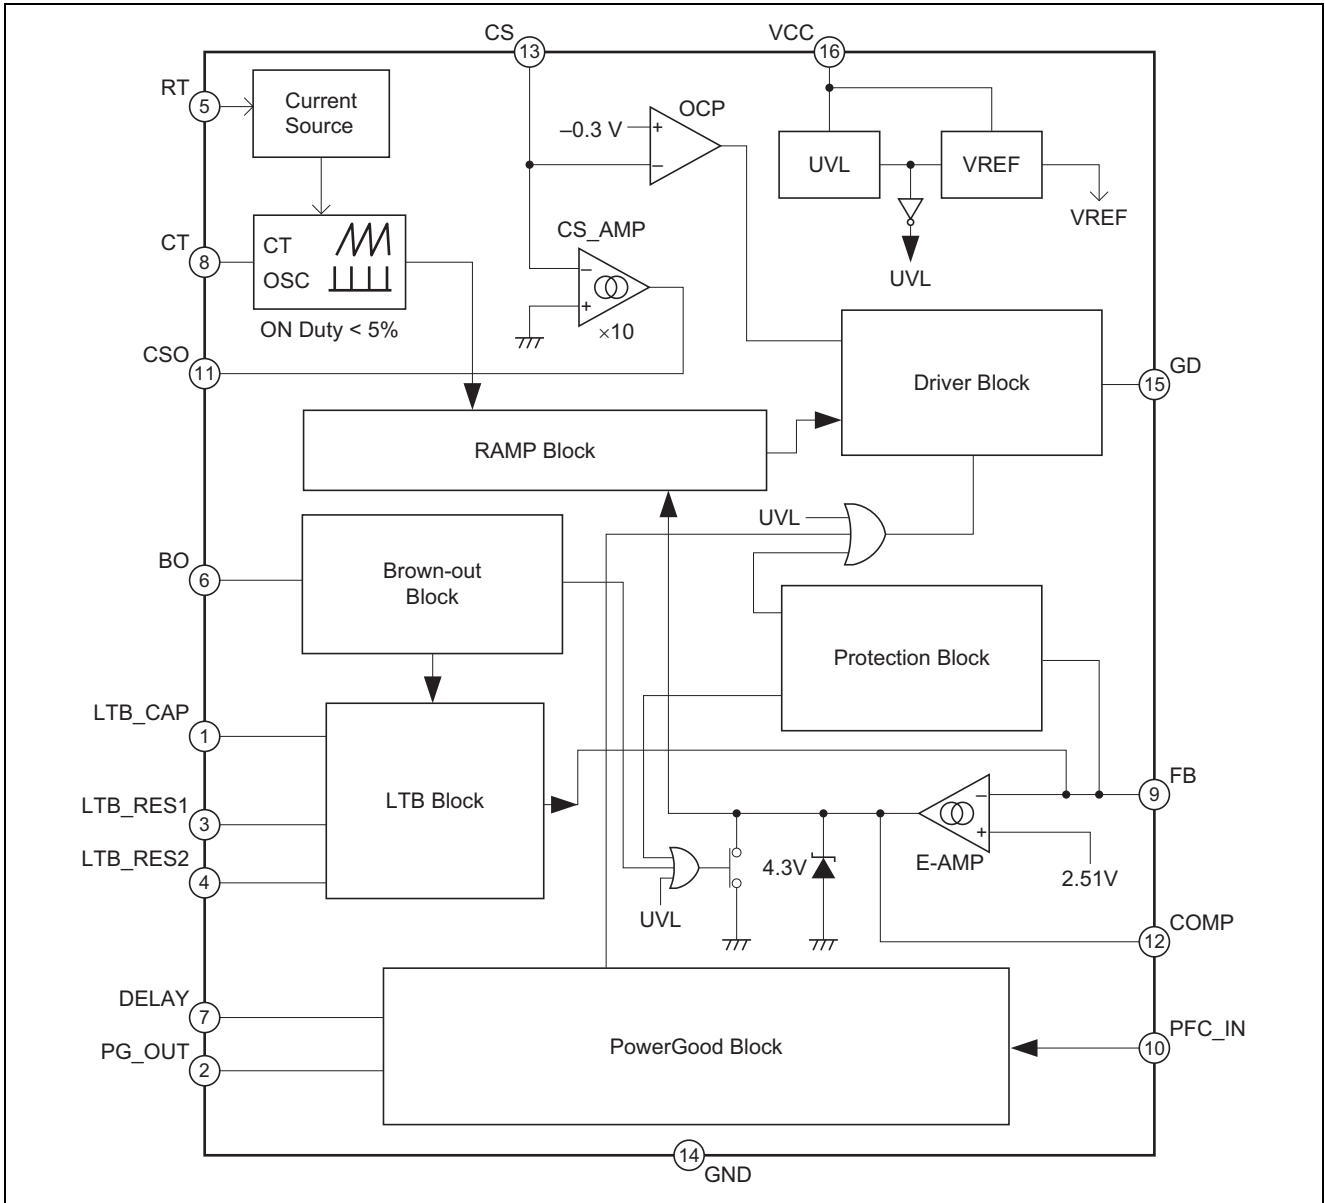 CS
13
VCC
16
RT
5
Current
Source
OCP
–0.3 V
+
–
UVL
VREF
VREF
UVL
CT
8
CT
OSC
ON Duty < 5%
CS_AMP
–
+
×10
CSO
11
Driver Block
GD
15
RAMP Block
UVL
BO
6
Brown-out
Block
Protection Block
LTB_CAP
1
LTB_RES1
3
LTB_RES2
4
LTB Block
FB
9
–
+
E-AMP
2.51V
4.3V
UVL
COMP
12
DELAY
7
PG_OUT
2
PowerGood Block
PFC_IN
10
14
GND